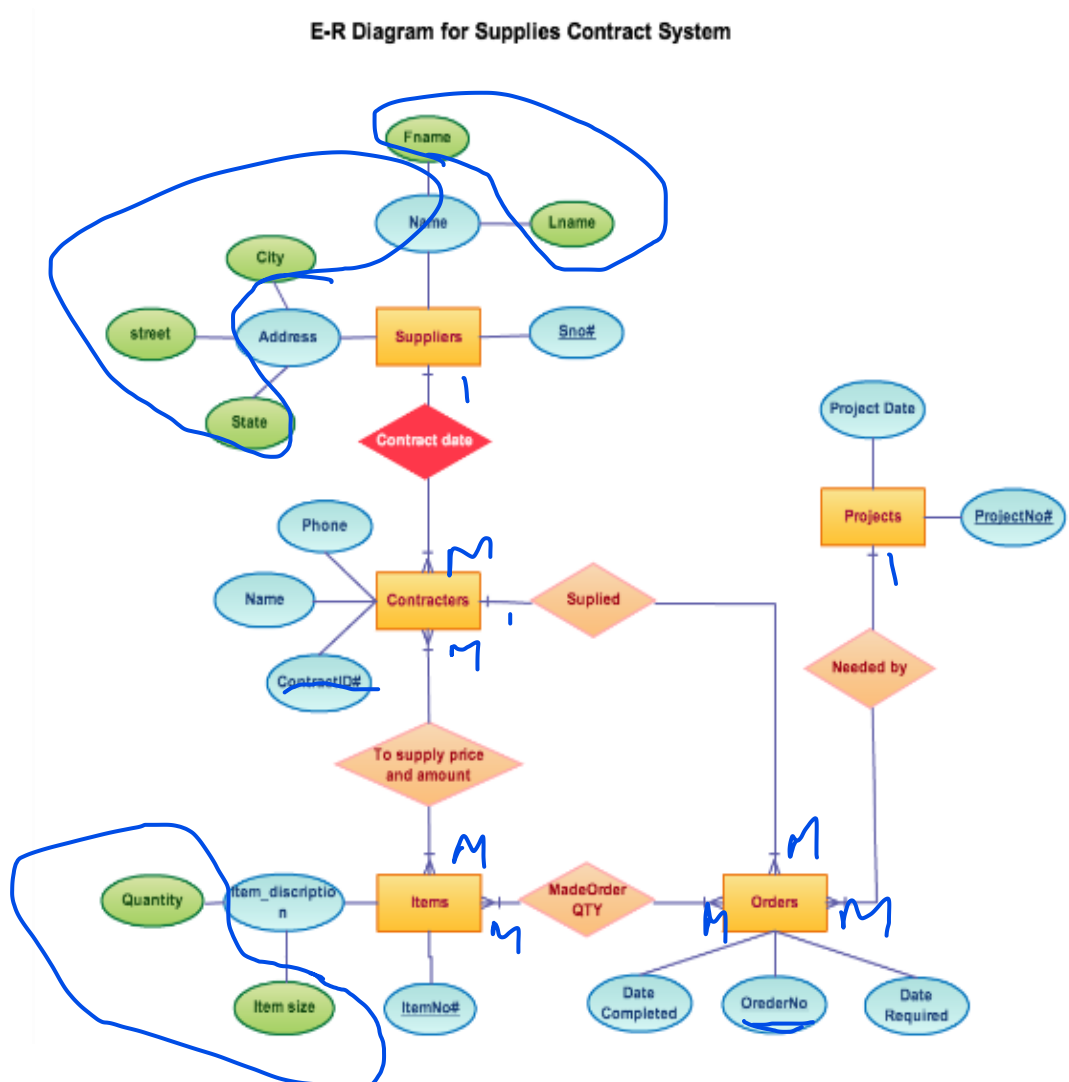 E-R Diagram for Supplies Contract System
Fname
Name
Lname
City
street
Address
Suppliers
Sno#
1
State
Contract date
Project Date
Phone
Projects
ProjectNo#
1
M
Name
Contracters
Suplied
1
M
ContractID#
Needed by
To supply price
and amount
M
M
Quantity
Item_discriptio
n
Items
MadeOrder
QTY
Orders
M
M
M
Item size
ItemNo#
Date
Completed
OrederNo
Date
Required